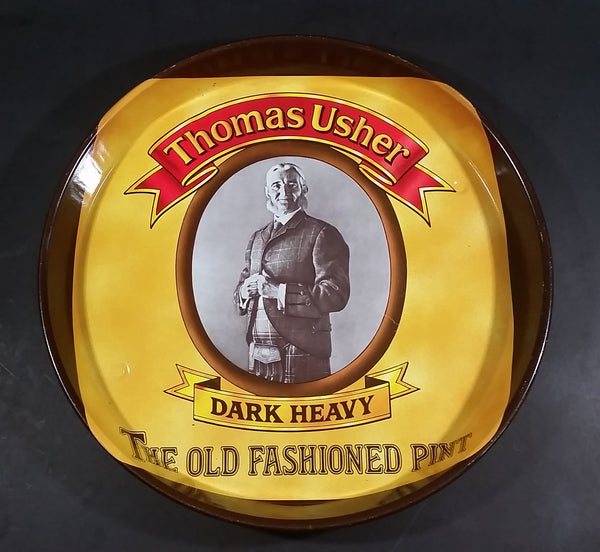 Thomas Usher
DARK HEAVY
THE OLD FASHIONED PINT